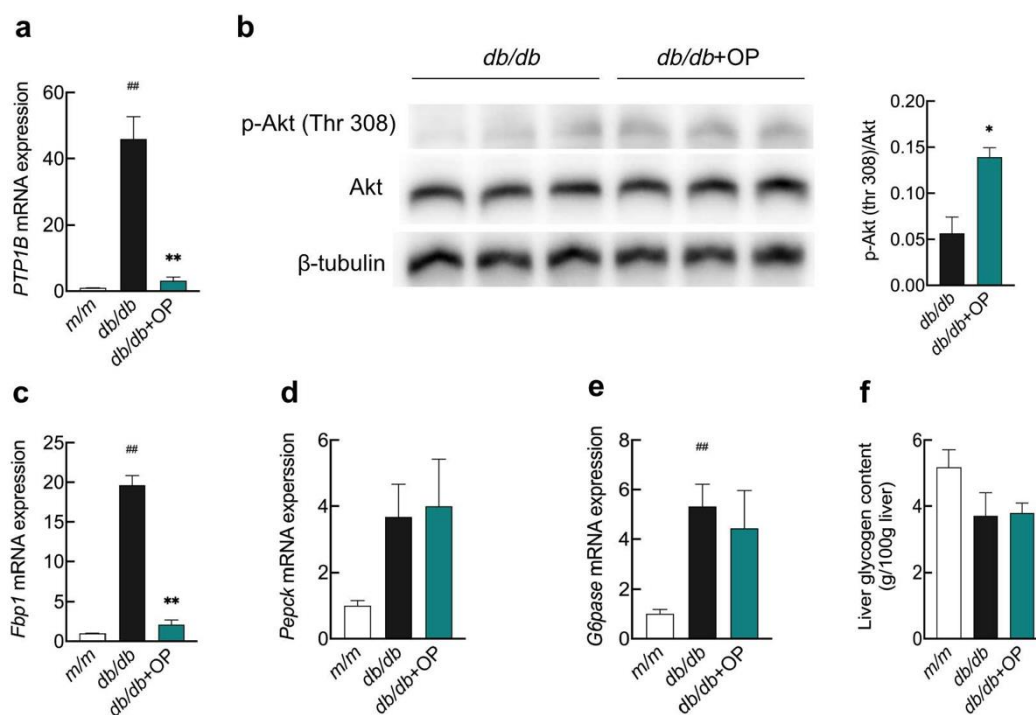 a
PTP1B mRNA expression
60
40
20
0
##
**
m/m
db/db
db/db+OP
b
db/db
db/db+OP
p-Akt (Thr 308)
Akt
β-tubulin
p-Akt (thr 308)/Akt
0.20
0.15
0.10
0.05
0.00
*
db/db
db/db+OP
c
Fbp1 mRNA expression
25
20
15
10
5
0
##
**
m/m
db/db
db/db+OP
d
Pepck mRNA experssion
6
4
2
0
m/m
db/db
db/db+OP
e
G6pase mRNA expression
8
6
4
2
0
##
m/m
db/db
db/db+OP
f
Liver glycogen content
(g/100g liver)
8
6
4
2
0
m/m
db/db
db/db+OP